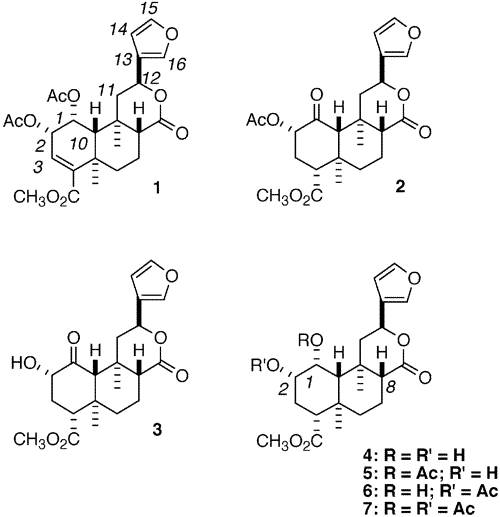 15
14
O
13
16
12
11
AcO
H
O
1
AcO
2
10
O
3
CH₃O₂C
1
O
O
H
O
AcO
O
CH₃O₂C
2
O
O
H
O
HO
O
CH₃O₂C
3
O
RO
H
O
R'O
1
2
8
O
CH₃O₂C
4: R = R' = H
5: R = Ac; R' = H
6: R = H; R' = Ac
7: R = R' = Ac